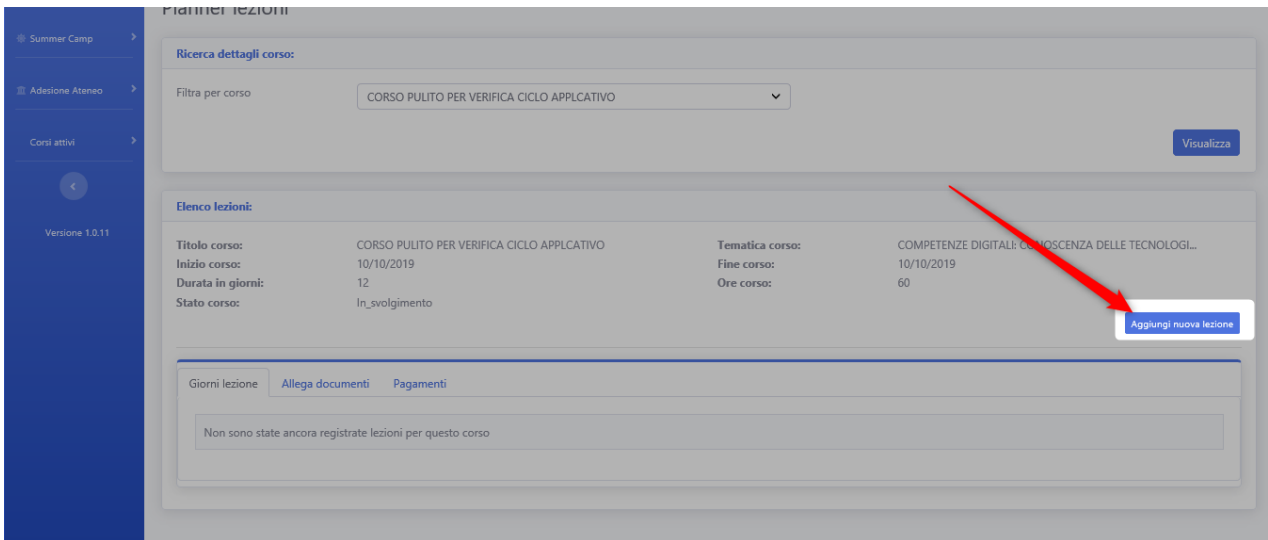 Planner lezioni
Summer Camp
Adesione Ateneo
Corsi attivi
Versione 1.0.11
Ricerca dettagli corso:
Filtra per corso
CORSO PULITO PER VERIFICA CICLO APPLCATIVO
Visualizza
Elenco lezioni:
Titolo corso: CORSO PULITO PER VERIFICA CICLO APPLCATIVO Tematica corso: COMPETENZE DIGITALI: CONOSCENZA DELLE TECNOLOGI...
Inizio corso: 10/10/2019 Fine corso: 10/10/2019
Durata in giorni: 12 Ore corso: 60
Stato corso: In_svolgimento
Aggiungi nuova lezione
Giorni lezione Allega documenti Pagamenti
Non sono state ancora registrate lezioni per questo corso